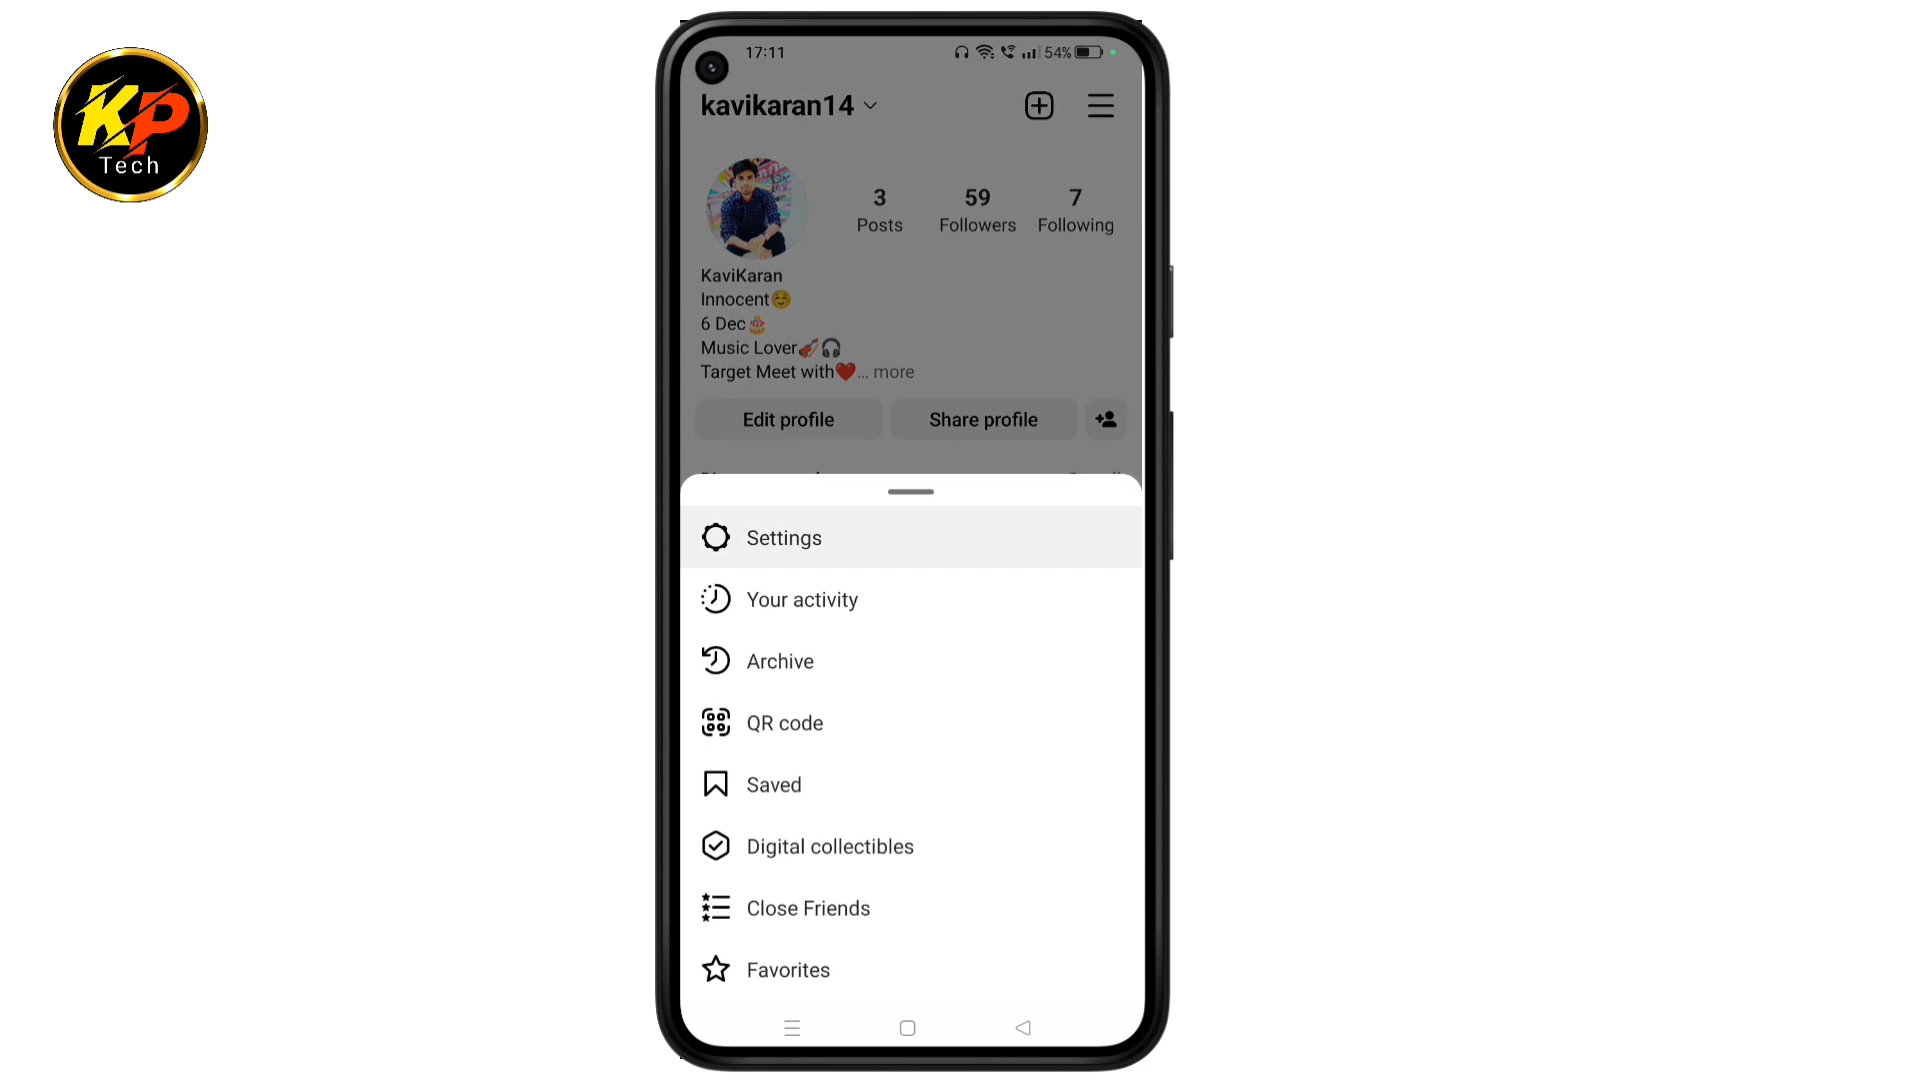 KP
Tech
17:11
54%
kavikaran14
3
59
7
Posts
Followers
Following
KaviKaran
Innocent☺️
6 Dec🎂
Music Lover🎻🎧
Target Meet with❤️... more
Edit profile
Share profile
Settings
Your activity
Archive
QR code
Saved
Digital collectibles
Close Friends
Favorites